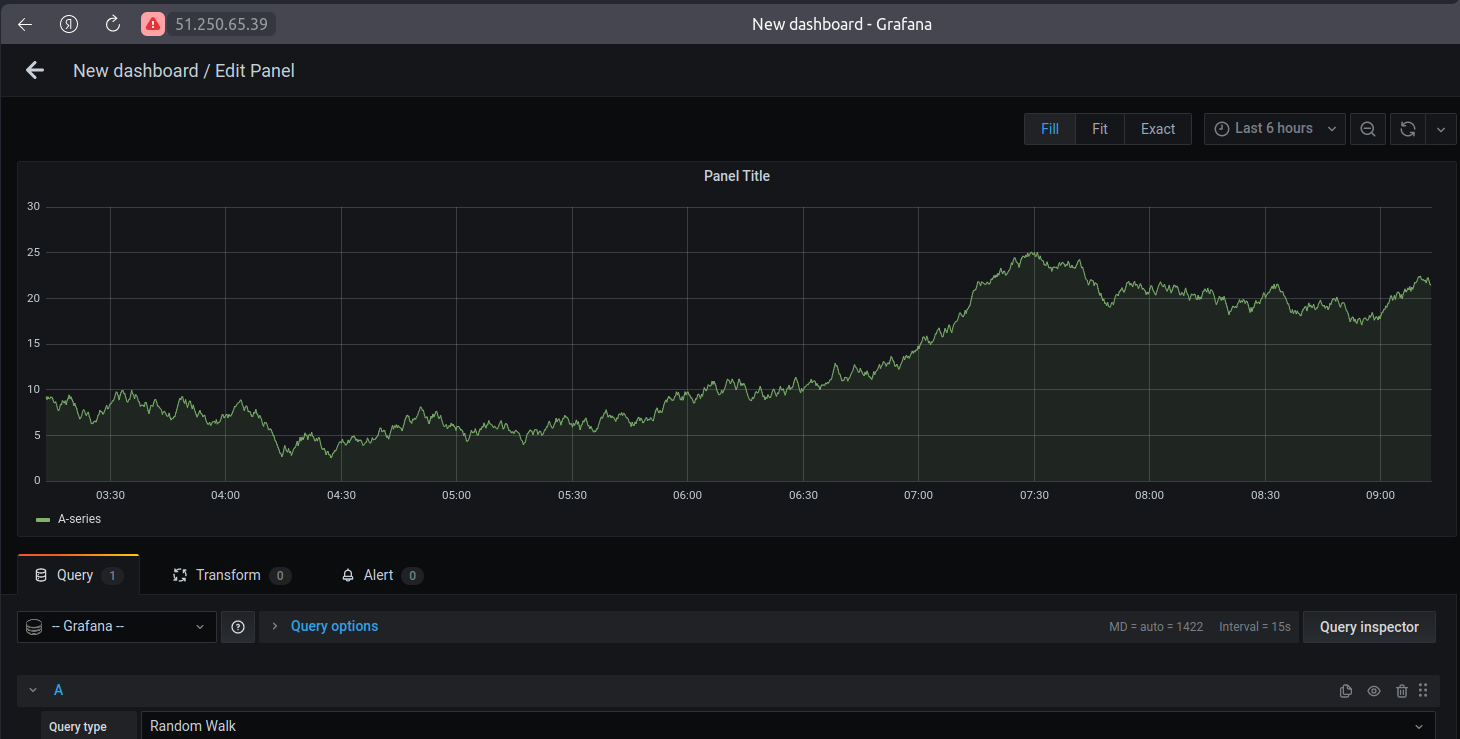 51.250.65.39 New dashboard - Grafana
New dashboard / Edit Panel
Fill Fit Exact Last 6 hours
Panel Title
30
25
20
15
10
5
0
03:30 04:00 04:30 05:00 05:30 06:00 06:30 07:00 07:30 08:00 08:30 09:00
A-series
Query 1 Transform 0 Alert 0
-- Grafana -- Query options MD = auto = 1422 Interval = 15s Query inspector
A
Query type Random Walk